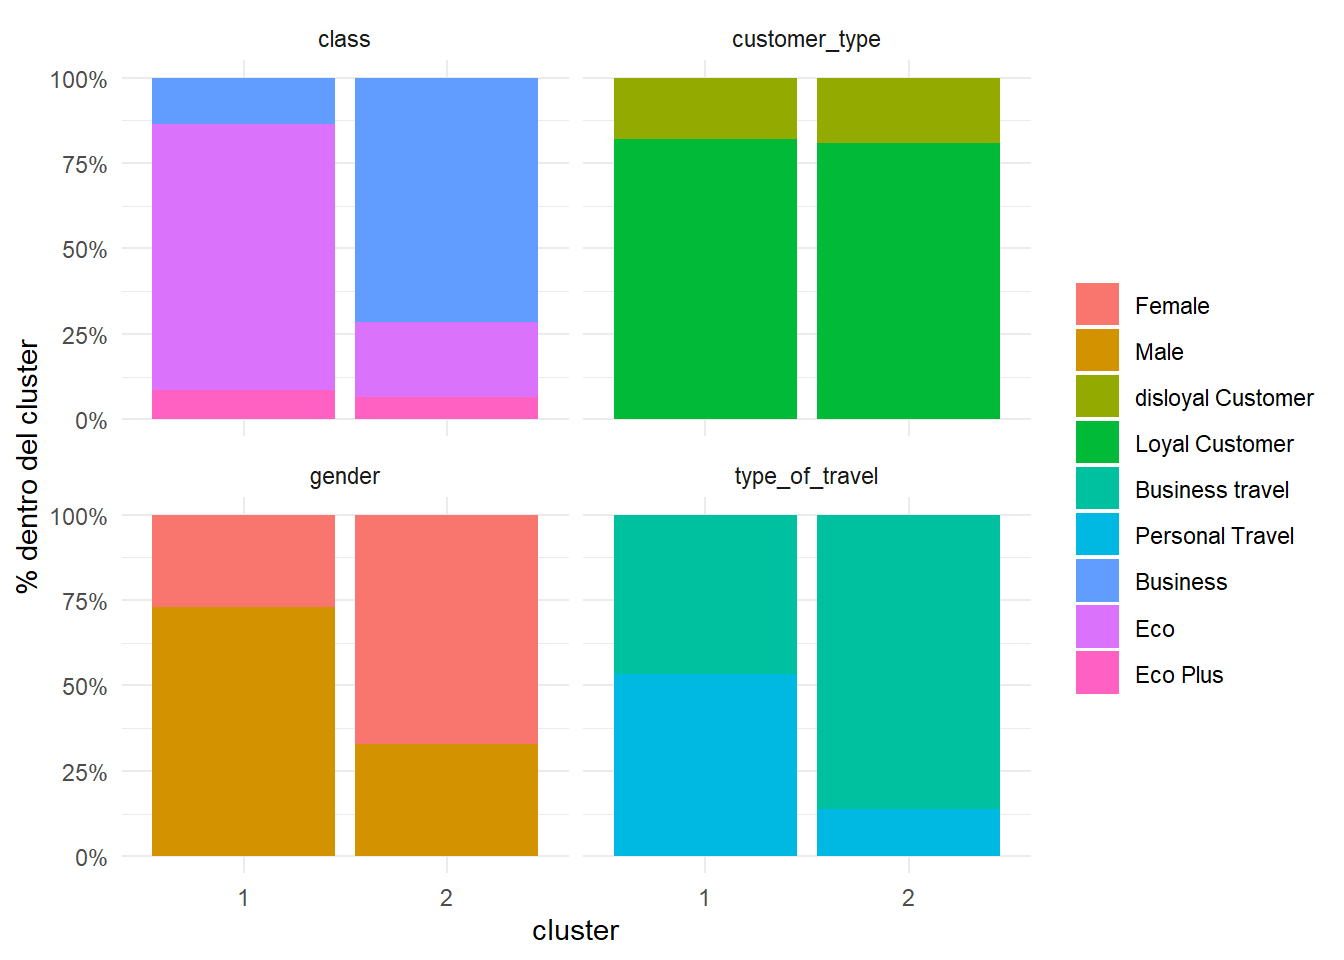 class
customer_type
100%
75%
50%
25%
0%
gender
type_of_travel
100%
75%
50%
25%
0%
1
2
1
2
cluster
% dentro del cluster
Female
Male
disloyal Customer
Loyal Customer
Business travel
Personal Travel
Business
Eco
Eco Plus